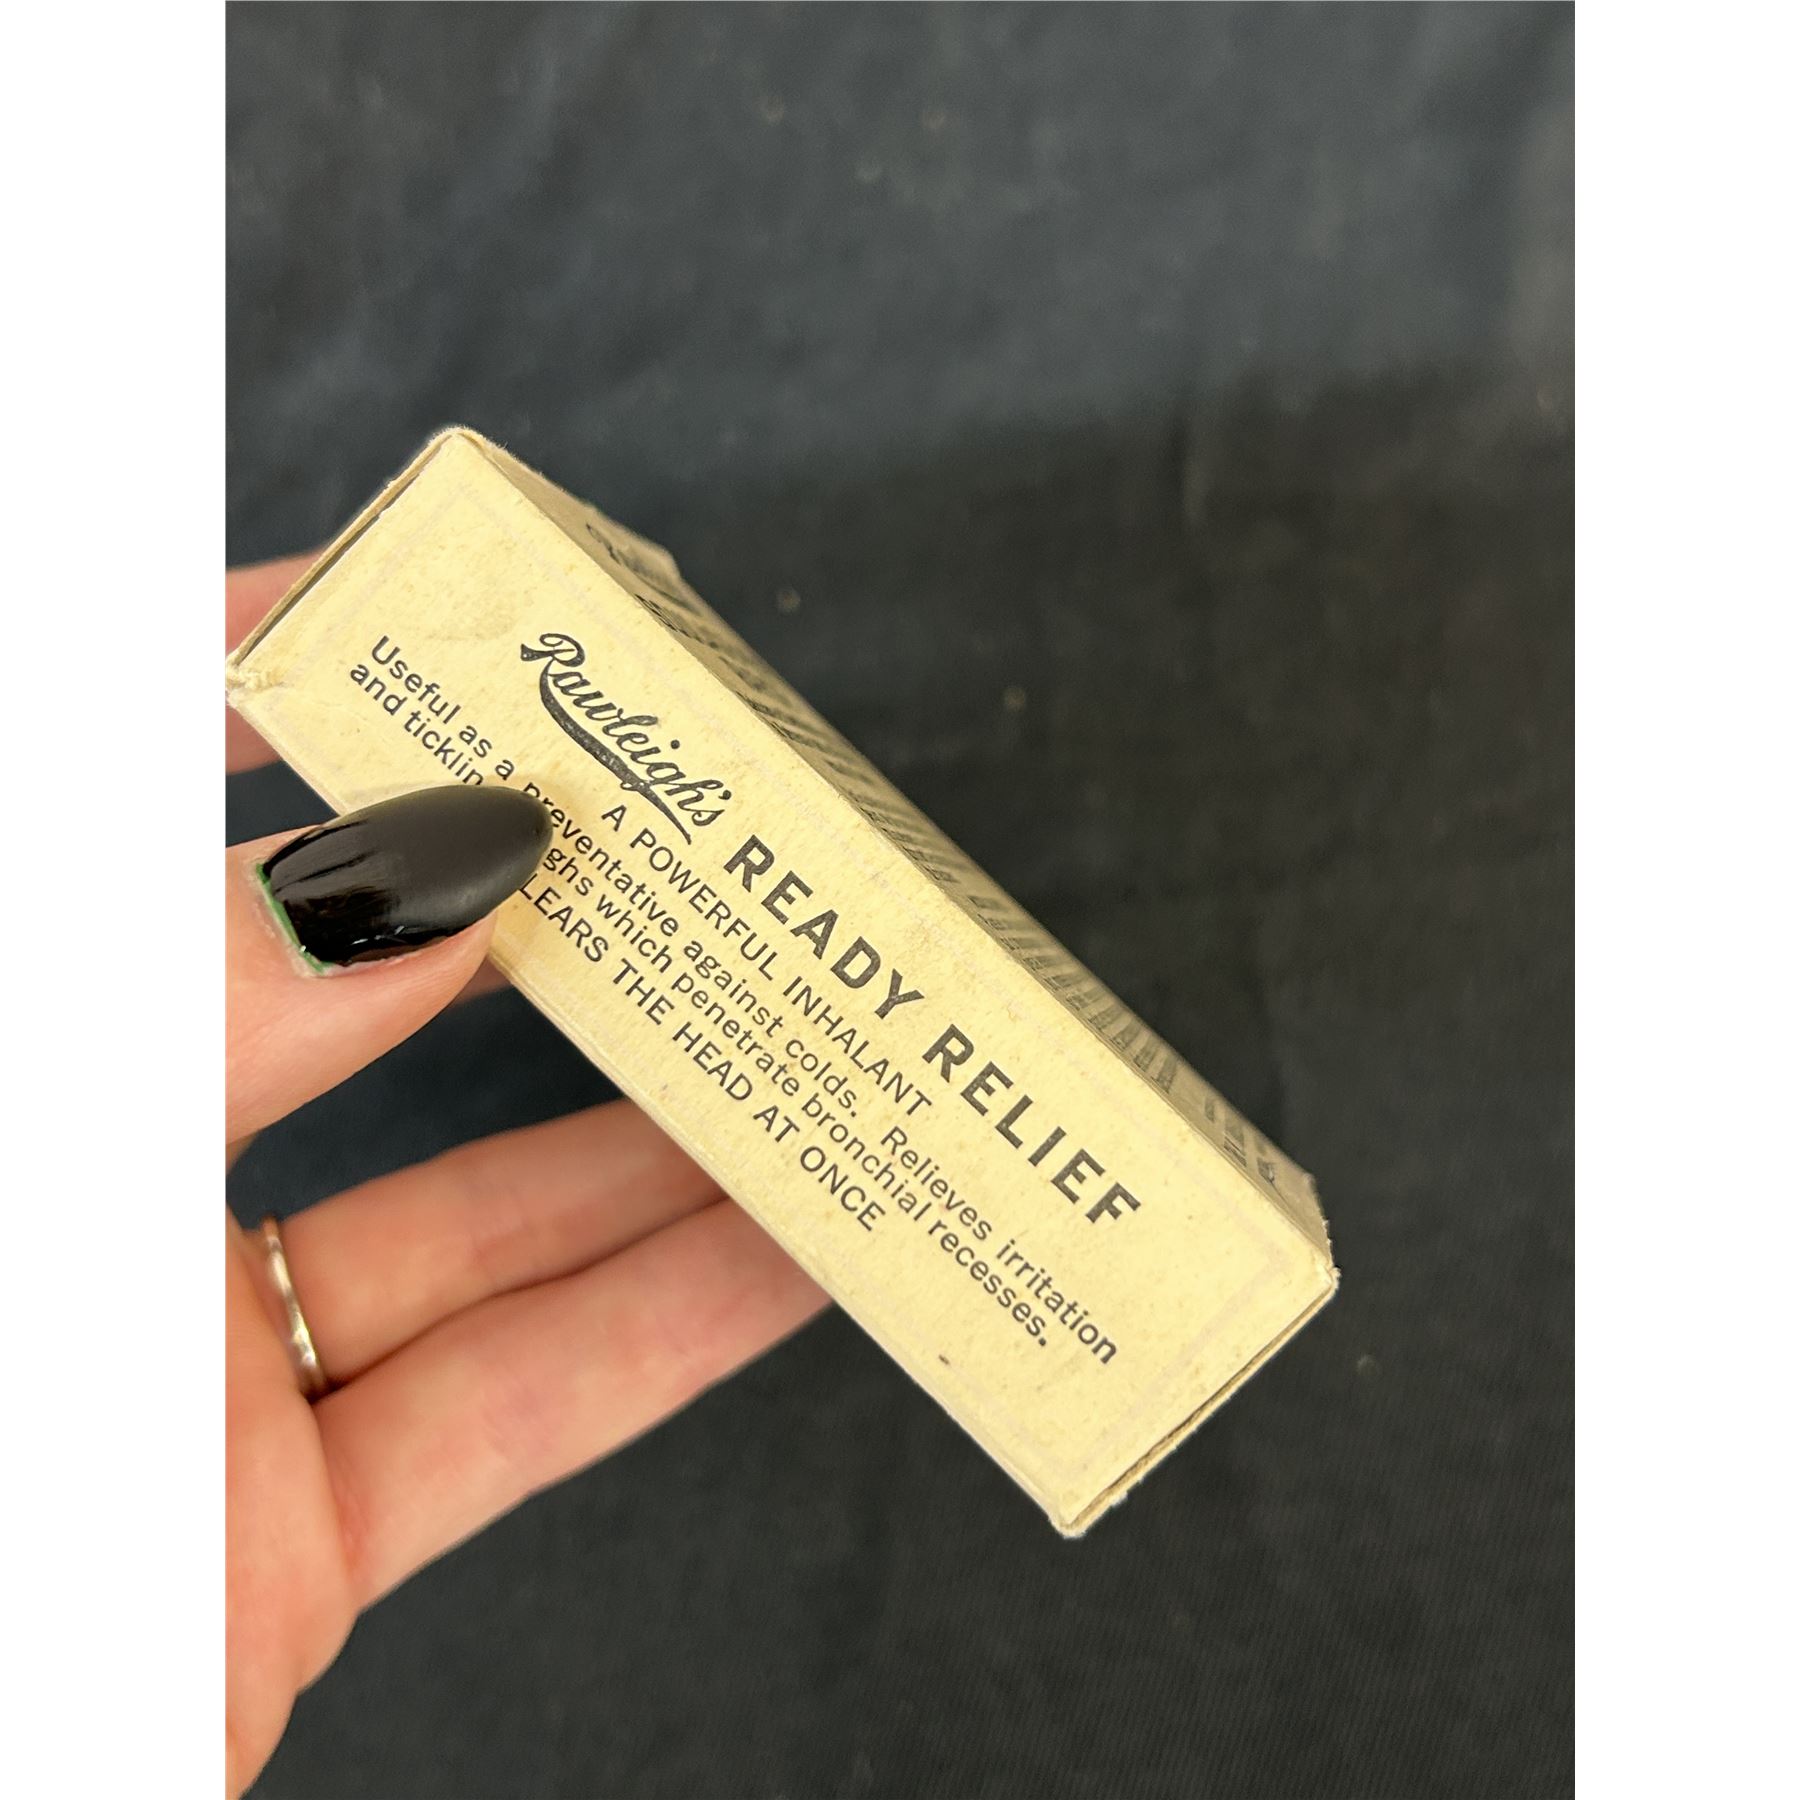 Rawleigh's READY RELIEF
A POWERFUL INHALANT
Useful as a preventative against colds. Relieves irritation
and ticklin ghs which penetrate bronchial recesses.
LEARS THE HEAD AT ONCE